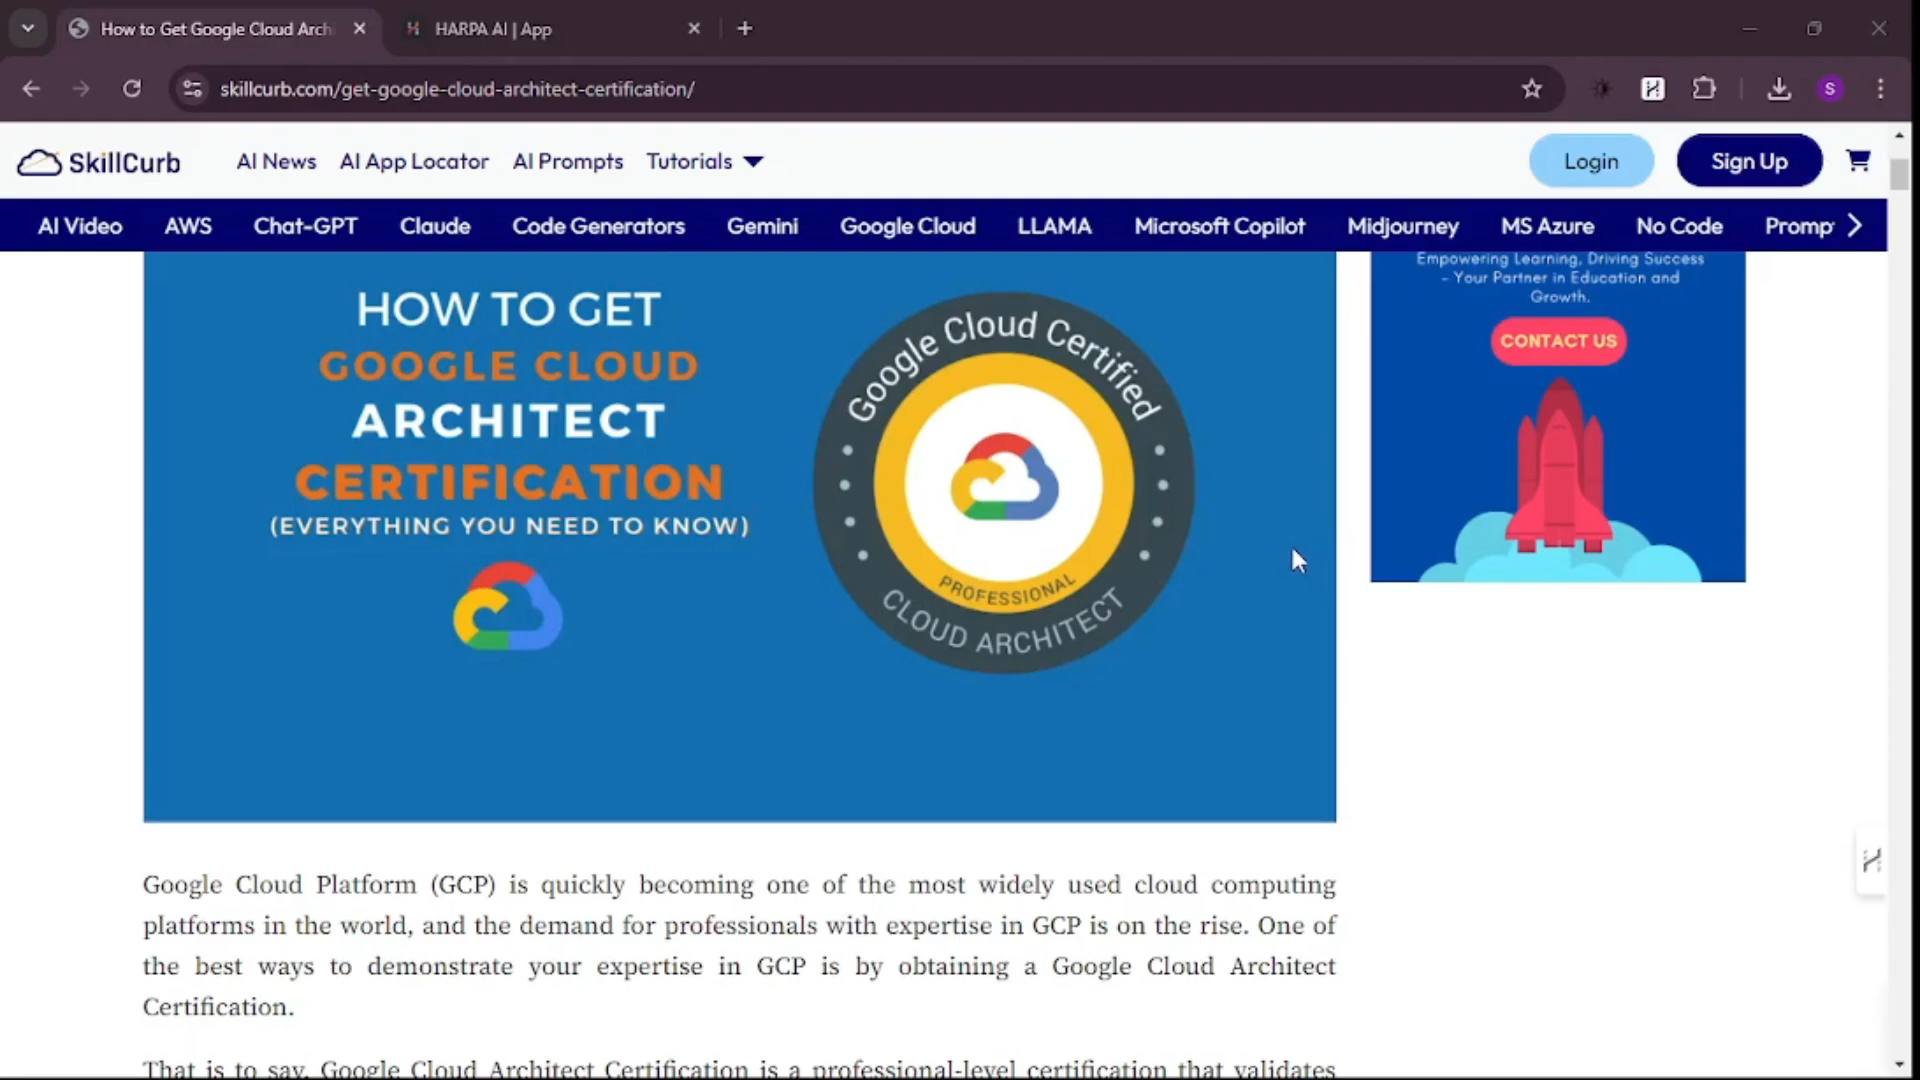 How to Get Google Cloud Arch
HARPA AI | App
skillcurb.com/get-google-cloud-architect-certification/
S
SkillCurb
AI News
AI App Locator
AI Prompts
Tutorials
Login
Sign Up
AI Video
AWS
Chat-GPT
Claude
Code Generators
Gemini
Google Cloud
LLAMA
Microsoft Copilot
Midjourney
MS Azure
No Code
Promp
HOW TO GET
GOOGLE CLOUD
ARCHITECT
CERTIFICATION
(EVERYTHING YOU NEED TO KNOW)
Google Cloud Certified
PROFESSIONAL
CLOUD ARCHITECT
Empowering Learning, Driving Success
- Your Partner in Education and
Growth.
CONTACT US
Google Cloud Platform (GCP) is quickly becoming one of the most widely used cloud computing
platforms in the world, and the demand for professionals with expertise in GCP is on the rise. One of
the best ways to demonstrate your expertise in GCP is by obtaining a Google Cloud Architect
Certification.
That is to say, Google Cloud Architect Certification is a professional-level certification that validates